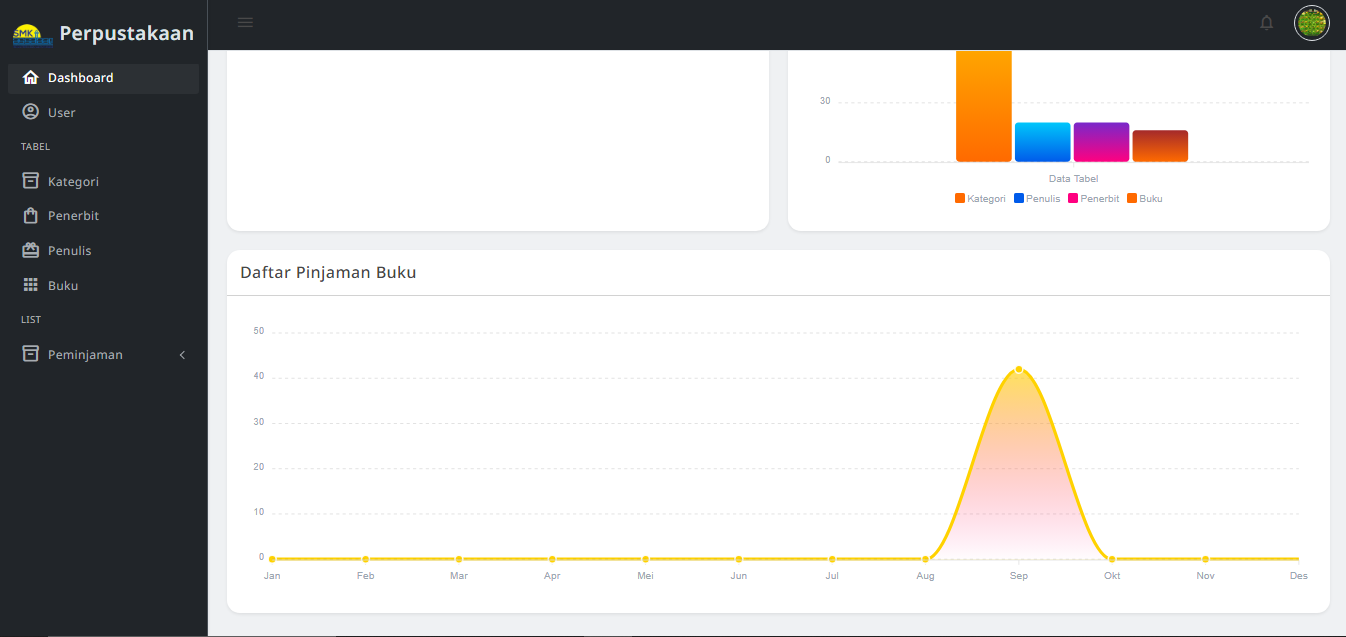 SMK
Perpustakaan
Dashboard
User
TABEL
Kategori
Penerbit
Penulis
Buku
LIST
Peminjaman
30
0
Data Tabel
Kategori Penulis Penerbit Buku
Daftar Pinjaman Buku
50
40
30
20
10
0
Jan Feb Mar Apr Mei Jun Jul Aug Sep Okt Nov Des